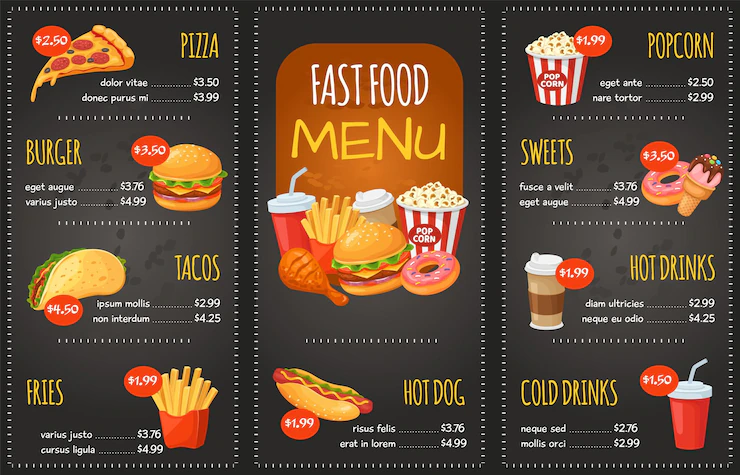 $2.50
PIZZA
dolor vitae ............ $3.50
donec purus mi ............ $3.99
BURGER
$3.50
eget augue ............ $3.76
varius justo ............ $4.99
TACOS
$4.50
ipsum mollis ............ $2.99
non interdum ............ $4.25
FRIES
$1.99
varius justo ............ $3.76
cursus ligula ............ $4.99
FAST FOOD
MENU
POP
CORN
HOT DOG
$1.99
risus felis ............ $3.76
erat in lorem ............ $4.99
$1.99
POPCORN
POP
CORN
eget ante ............ $2.50
nare tortor ............ $2.99
SWEETS
$3.50
fusce a velit ............ $3.76
eget augue ............ $4.99
$1.99
HOT DRINKS
diam ultricies ............ $2.99
neque eu odio ............ $4.25
COLD DRINKS
$1.50
neque sed ............ $2.76
mollis orci ............ $2.99